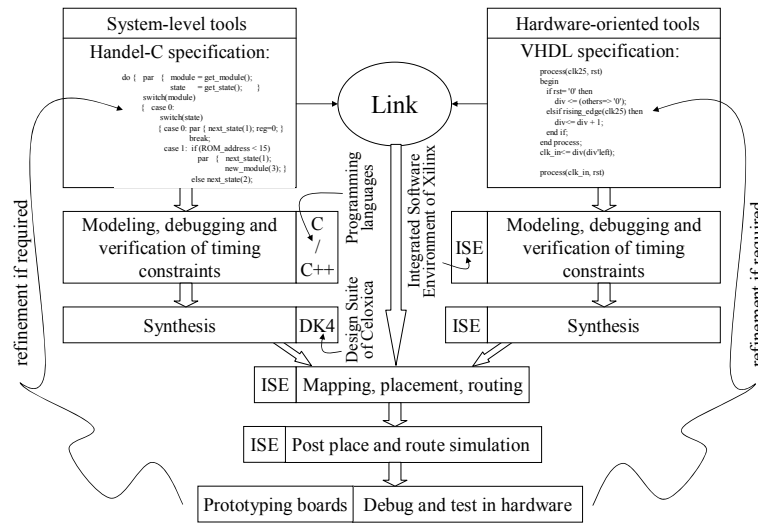 System-level tools
Handel-C specification:
do { par { module = get_module();
state = get_state(); }
switch(module)
{ case 0:
switch(state)
{ case 0: par { next_state(1); reg=0; }
break;
case 1: if (ROM_address < 15)
par { next_state(1);
new_module(3); }
else next_state(2);
Link
Hardware-oriented tools
VHDL specification:
process(clk25, rst)
begin
if rst= '0' then
div <= (others=> '0');
elsif rising_edge(clk25) then
div<= div + 1;
end if;
end process;
clk_in<= div(div'left);
process(clk_in, rst)
refinement if required
Modeling, debugging and
verification of timing
constraints
C
/
C++
Programming
languages
Integrated Software
Environment of Xilinx
ISE
Modeling, debugging and
verification of timing
constraints
refinement if required
Synthesis
DK4
Design Suite
of Celoxica
ISE
Synthesis
ISE
Mapping, placement, routing
ISE
Post place and route simulation
Prototyping boards
Debug and test in hardware